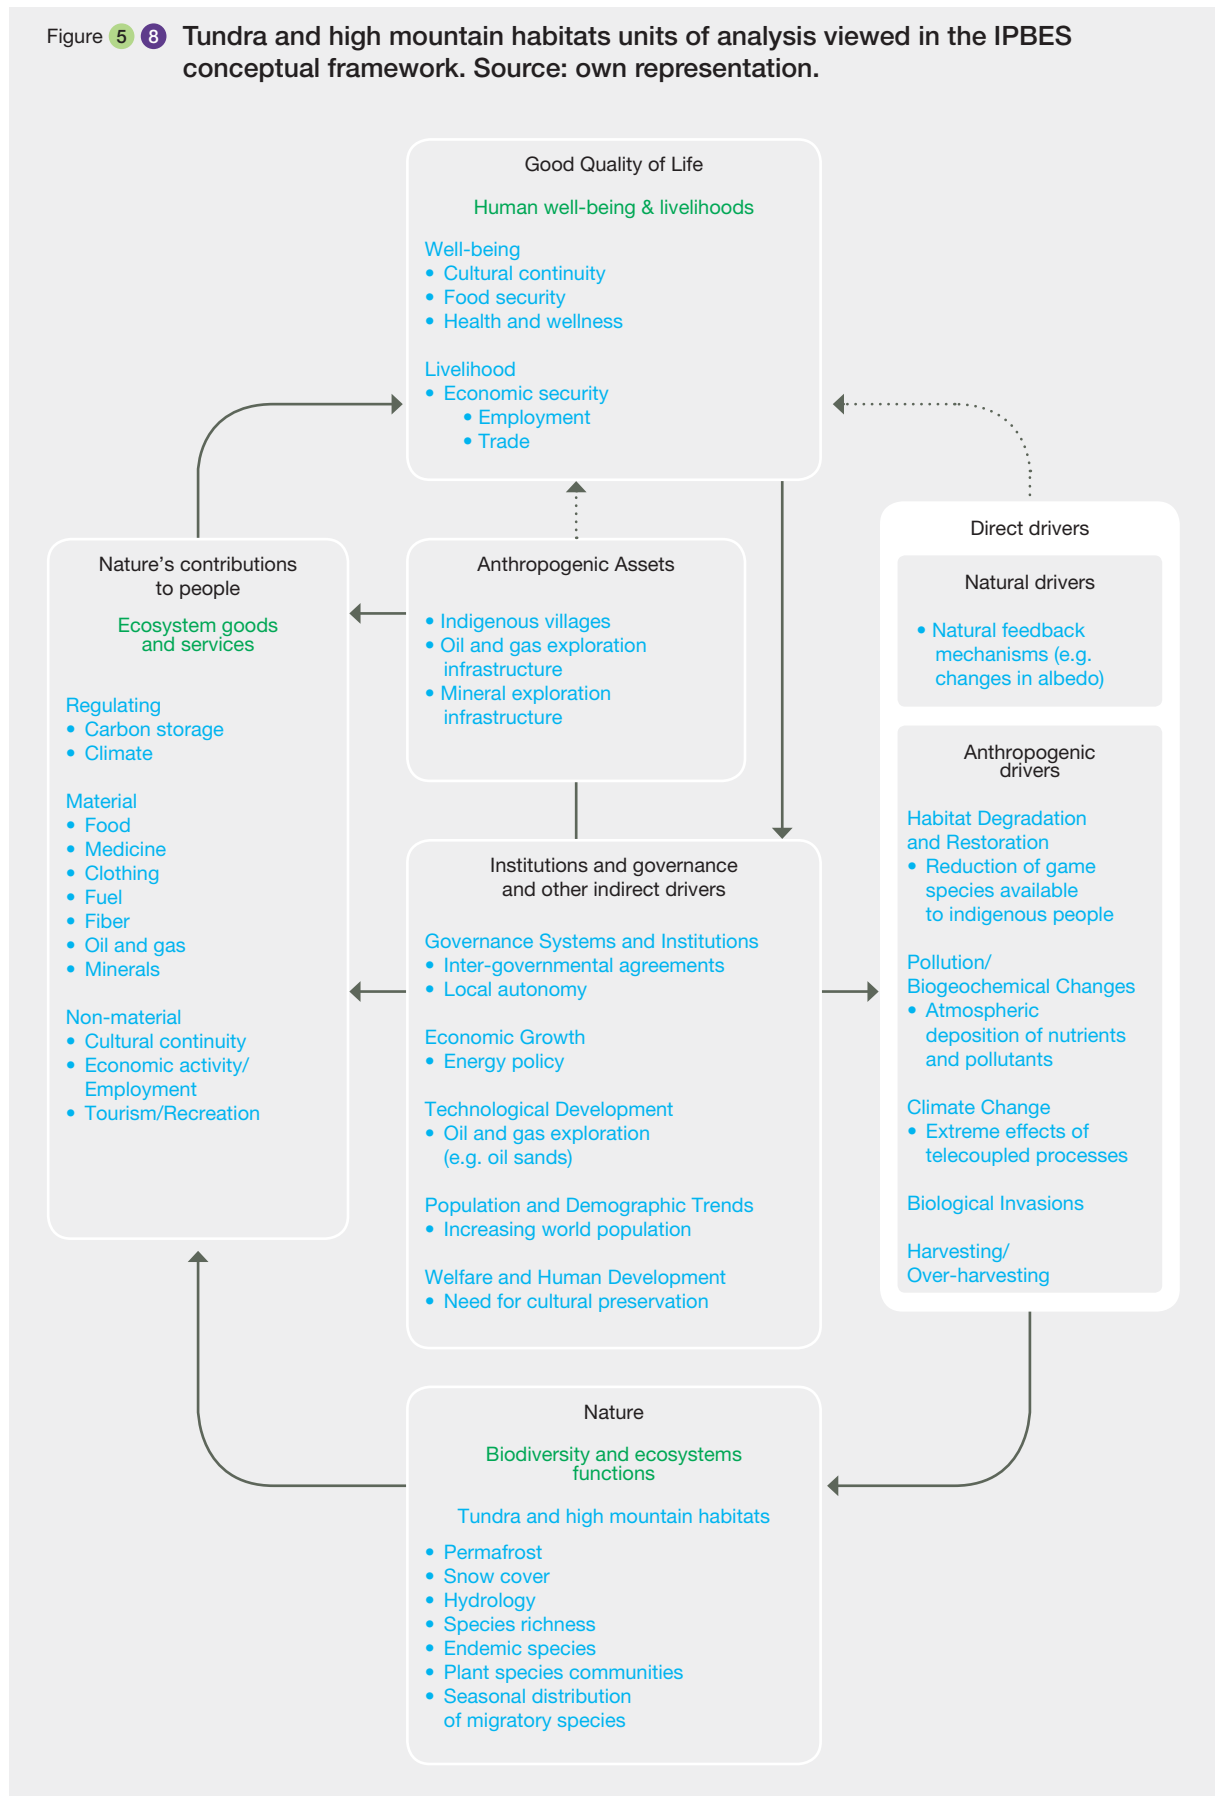 Figure 5 8 Tundra and high mountain habitats units of analysis viewed in the IPBES
conceptual framework. Source: own representation.
Good Quality of Life
Human well-being & livelihoods
Well-being
• Cultural continuity
• Food security
• Health and wellness
Livelihood
• Economic security
• Employment
• Trade
Nature’s contributions
to people
Ecosystem goods
and services
Regulating
• Carbon storage
• Climate
Material
• Food
• Medicine
• Clothing
• Fuel
• Fiber
• Oil and gas
• Minerals
Non-material
• Cultural continuity
• Economic activity/
Employment
• Tourism/Recreation
Anthropogenic Assets
• Indigenous villages
• Oil and gas exploration
infrastructure
• Mineral exploration
infrastructure
Institutions and governance
and other indirect drivers
Governance Systems and Institutions
• Inter-governmental agreements
• Local autonomy
Economic Growth
• Energy policy
Technological Development
• Oil and gas exploration
(e.g. oil sands)
Population and Demographic Trends
• Increasing world population
Welfare and Human Development
• Need for cultural preservation
Direct drivers
Natural drivers
• Natural feedback
mechanisms (e.g.
changes in albedo)
Anthropogenic
drivers
Habitat Degradation
and Restoration
• Reduction of game
species available
to indigenous people
Pollution/
Biogeochemical Changes
• Atmospheric
deposition of nutrients
and pollutants
Climate Change
• Extreme effects of
telecoupled processes
Biological Invasions
Harvesting/
Over-harvesting
Nature
Biodiversity and ecosystems
functions
Tundra and high mountain habitats
• Permafrost
• Snow cover
• Hydrology
• Species richness
• Endemic species
• Plant species communities
• Seasonal distribution
of migratory species